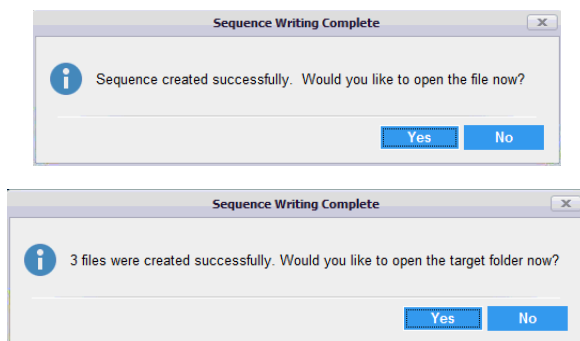 Sequence Writing Complete
Sequence created successfully.  Would you like to open the file now?
Yes No
Sequence Writing Complete
3 files were created successfully. Would you like to open the target folder now?
Yes No